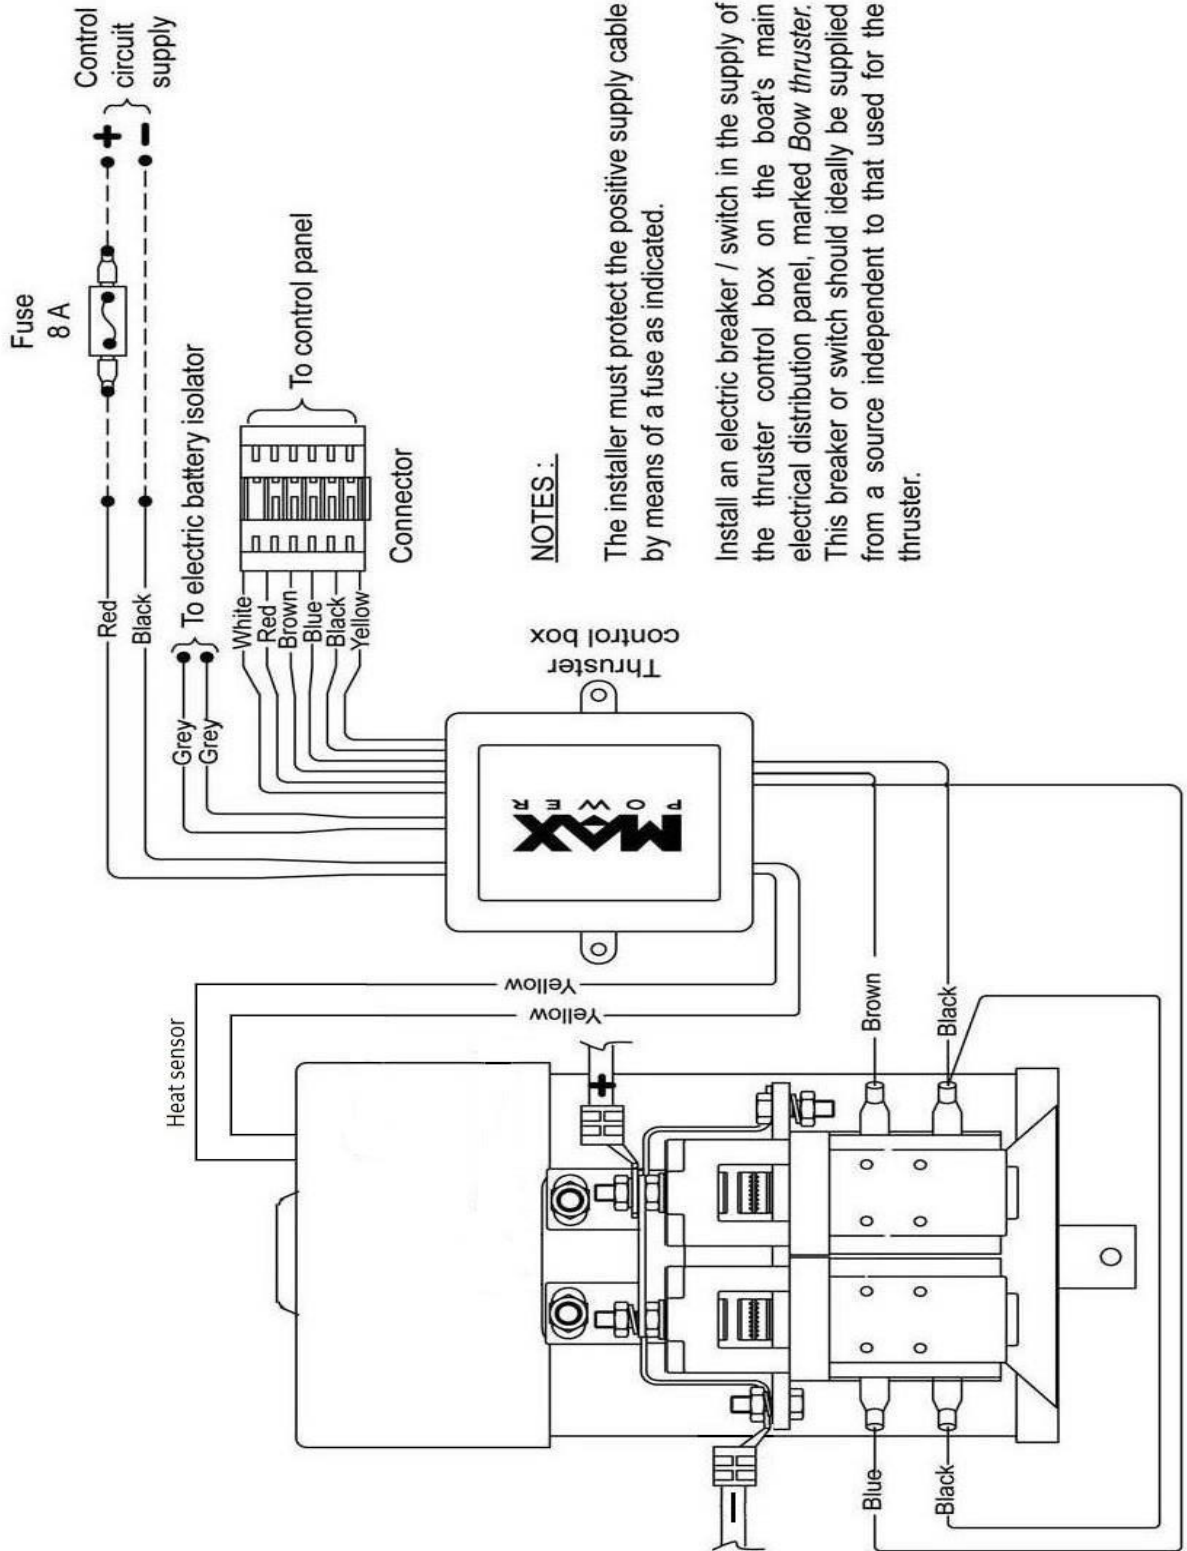 Fuse
8 A
Control
circuit
supply
+
−
Red
Black
To electric battery isolator
Grey
Grey
To control panel
White
Red
Brown
Blue
Black
Yellow
Connector
Thruster
control box
MAX
POWER
Heat sensor
Yellow
Yellow
+
−
Brown
Black
Blue
Black
NOTES :
The installer must protect the positive supply cable
by means of a fuse as indicated.
Install an electric breaker / switch in the supply of
the thruster control box on the boat's main
electrical distribution panel, marked Bow thruster.
This breaker or switch should ideally be supplied
from a source independent to that used for the
thruster.